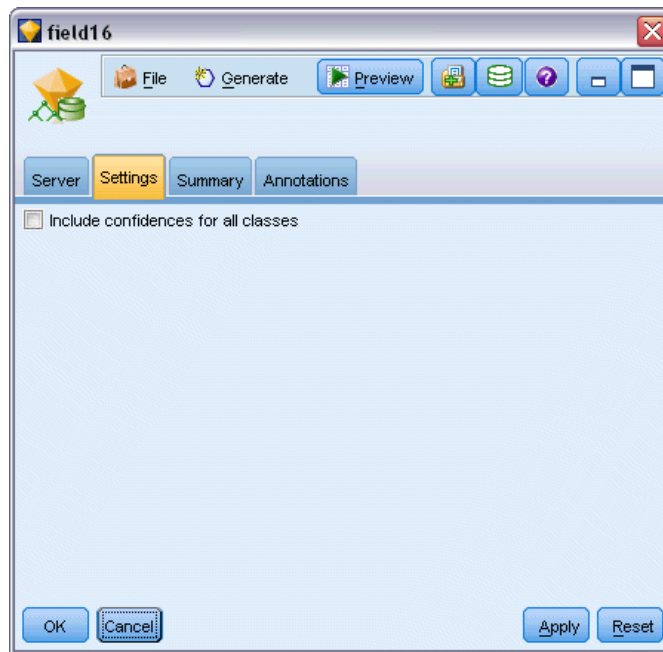 field16
File Generate Preview
Server Settings Summary Annotations
Include confidences for all classes
OK Cancel Apply Reset